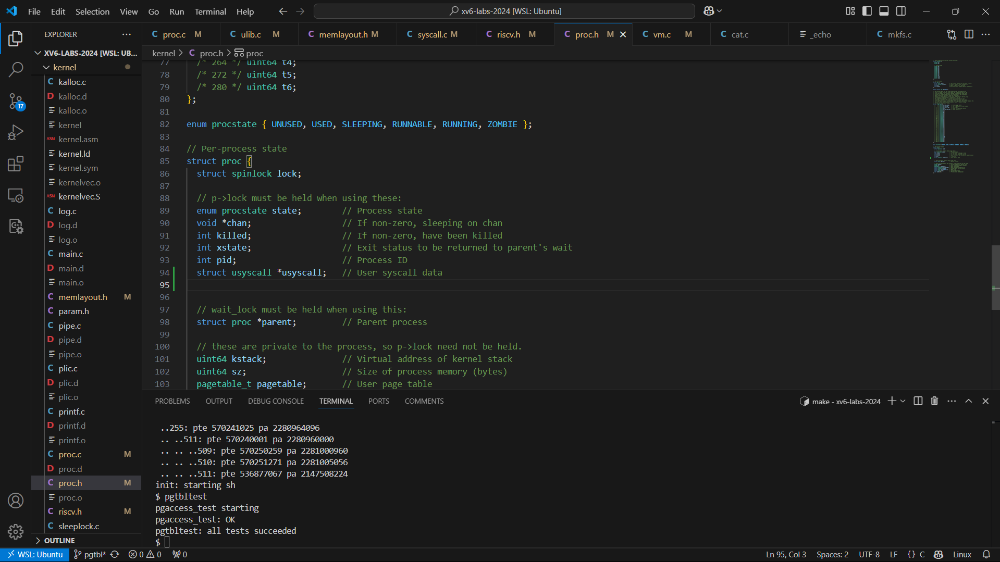 File Edit Selection View Go Run Terminal Help
xv6-labs-2024 [WSL: Ubuntu]
EXPLORER
XV6-LABS-2024 [WSL: UB...
kernel
kalloc.c
kalloc.d
kalloc.o
kernel
ASM kernel.asm
kernel.ld
kernel.sym
kernelvec.o
ASM kernelvec.S
log.c
log.d
log.o
main.c
main.d
main.o
memlayout.h M
param.h
pipe.c
pipe.d
pipe.o
plic.c
plic.d
plic.o
printf.c
printf.d
printf.o
proc.c M
proc.d
proc.h M
proc.o
riscv.h M
sleeplock.c
OUTLINE
17
C proc.c M C ulib.c M C memlayout.h M C syscall.c M C riscv.h M C proc.h M C vm.c M C cat.c _echo C mkfs.c
kernel > C proc.h > proc
77 /* 264 */ uint64 t4;
78 /* 272 */ uint64 t5;
79 /* 280 */ uint64 t6;
80 };
81
82 enum procstate { UNUSED, USED, SLEEPING, RUNNABLE, RUNNING, ZOMBIE };
83
84 // Per-process state
85 struct proc {
86 struct spinlock lock;
87
88 // p->lock must be held when using these:
89 enum procstate state; // Process state
90 void *chan; // If non-zero, sleeping on chan
91 int killed; // If non-zero, have been killed
92 int xstate; // Exit status to be returned to parent's wait
93 int pid; // Process ID
94 struct usyscall *usyscall; // User syscall data
95
96
97 // wait_lock must be held when using this:
98 struct proc *parent; // Parent process
99
100 // these are private to the process, so p->lock need not be held.
101 uint64 kstack; // Virtual address of kernel stack
102 uint64 sz; // Size of process memory (bytes)
103 pagetable_t pagetable; // User page table
PROBLEMS OUTPUT DEBUG CONSOLE TERMINAL PORTS COMMENTS
make - xv6-labs-2024
..255: pte 570241025 pa 2280964096
.. ..511: pte 570240001 pa 2280960000
.. .. ..509: pte 570250259 pa 2281000960
.. .. ..510: pte 570251271 pa 2281005056
.. .. ..511: pte 536877067 pa 2147508224
init: starting sh
$ pgtbltest
pgaccess_test starting
pgaccess_test: OK
pgtbltest: all tests succeeded
$
WSL: Ubuntu pgtbl* 0 0 0 Ln 95, Col 3 Spaces: 2 UTF-8 LF {} C Linux